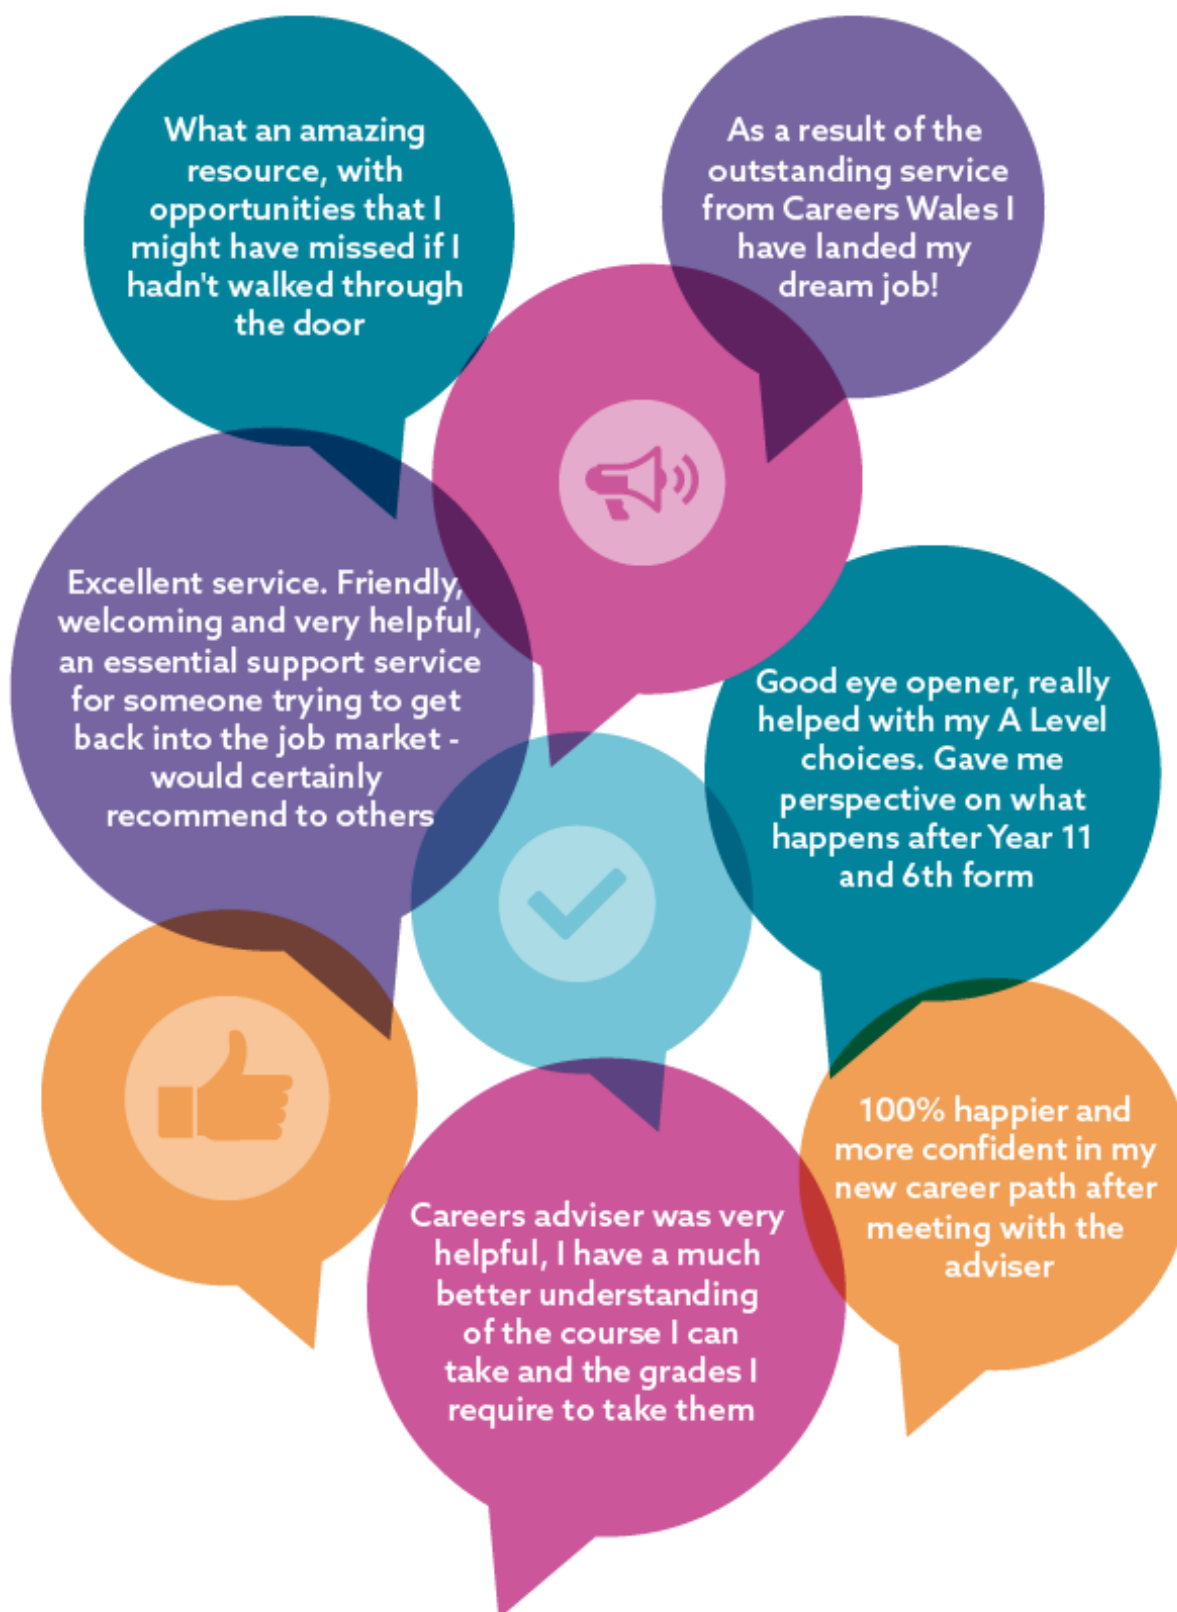 What an amazing
resource, with
opportunities that I
might have missed if I
hadn't walked through
the door
As a result of the
outstanding service
from Careers Wales I
have landed my
dream job!
Excellent service. Friendly,
welcoming and very helpful,
an essential support service
for someone trying to get
back into the job market -
would certainly
recommend to others
Good eye opener, really
helped with my A Level
choices. Gave me
perspective on what
happens after Year 11
and 6th form
100% happier and
more confident in my
new career path after
meeting with the
adviser
Careers adviser was very
helpful, I have a much
better understanding
of the course I can
take and the grades I
require to take them